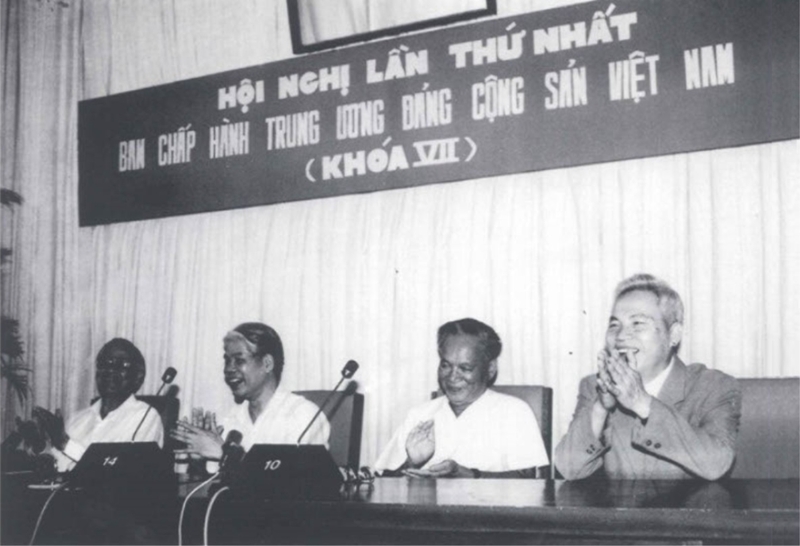 HỘI NGHỊ LẦN THỨ NHẤT
BAN CHẤP HÀNH TRUNG ƯƠNG ĐẢNG CỘNG SẢN VIỆT NAM
(KHÓA VII)
14
10